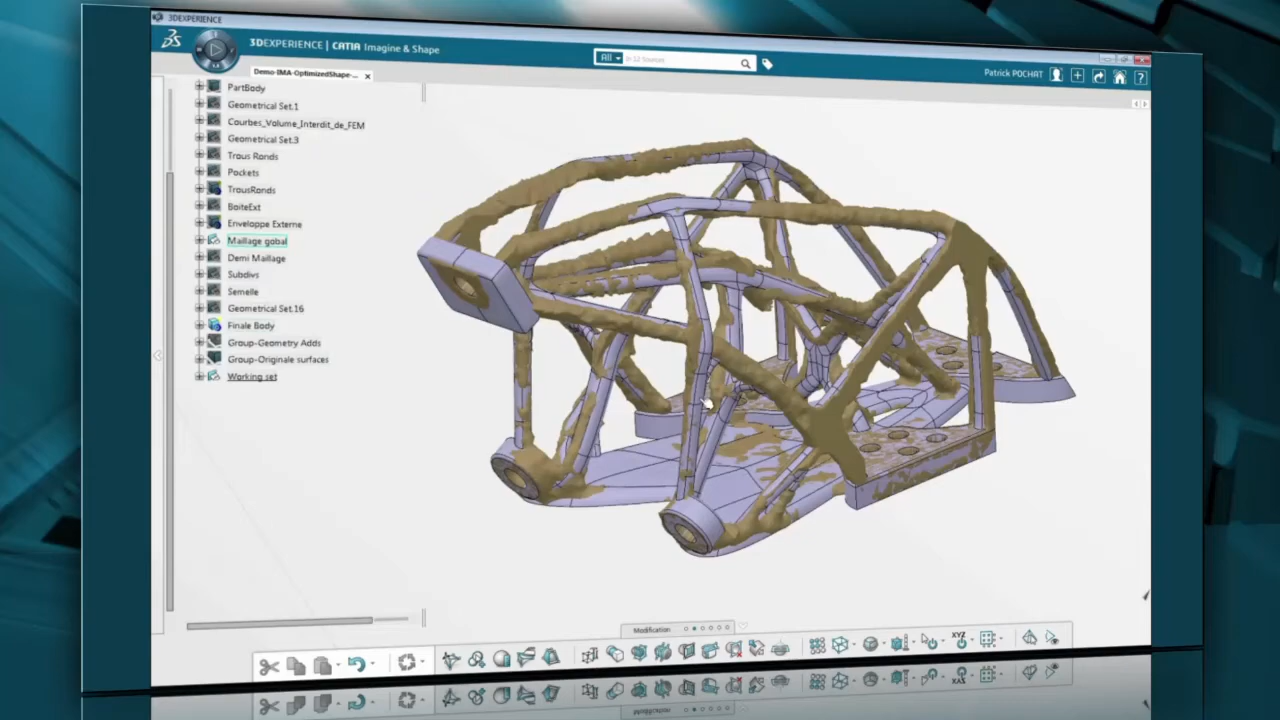 3DEXPERIENCE
3DEXPERIENCE | CATIA Imagine & Shape
All
Patrick POCHAT
Demo-IMA-OptimizedShape-...
PartBody
Geometrical Set.1
Courbes_Volume_Interdit_de_FEM
Geometrical Set.3
Trous Ronds
Pockets
TrousRonds
BoiteExt
Enveloppe Externe
Maillage gobal
Demi Maillage
Subdivs
Semelle
Geometrical Set.16
Finale Body
Group-Geometry Adds
Group-Originale surfaces
Working set
Modification
XYZ